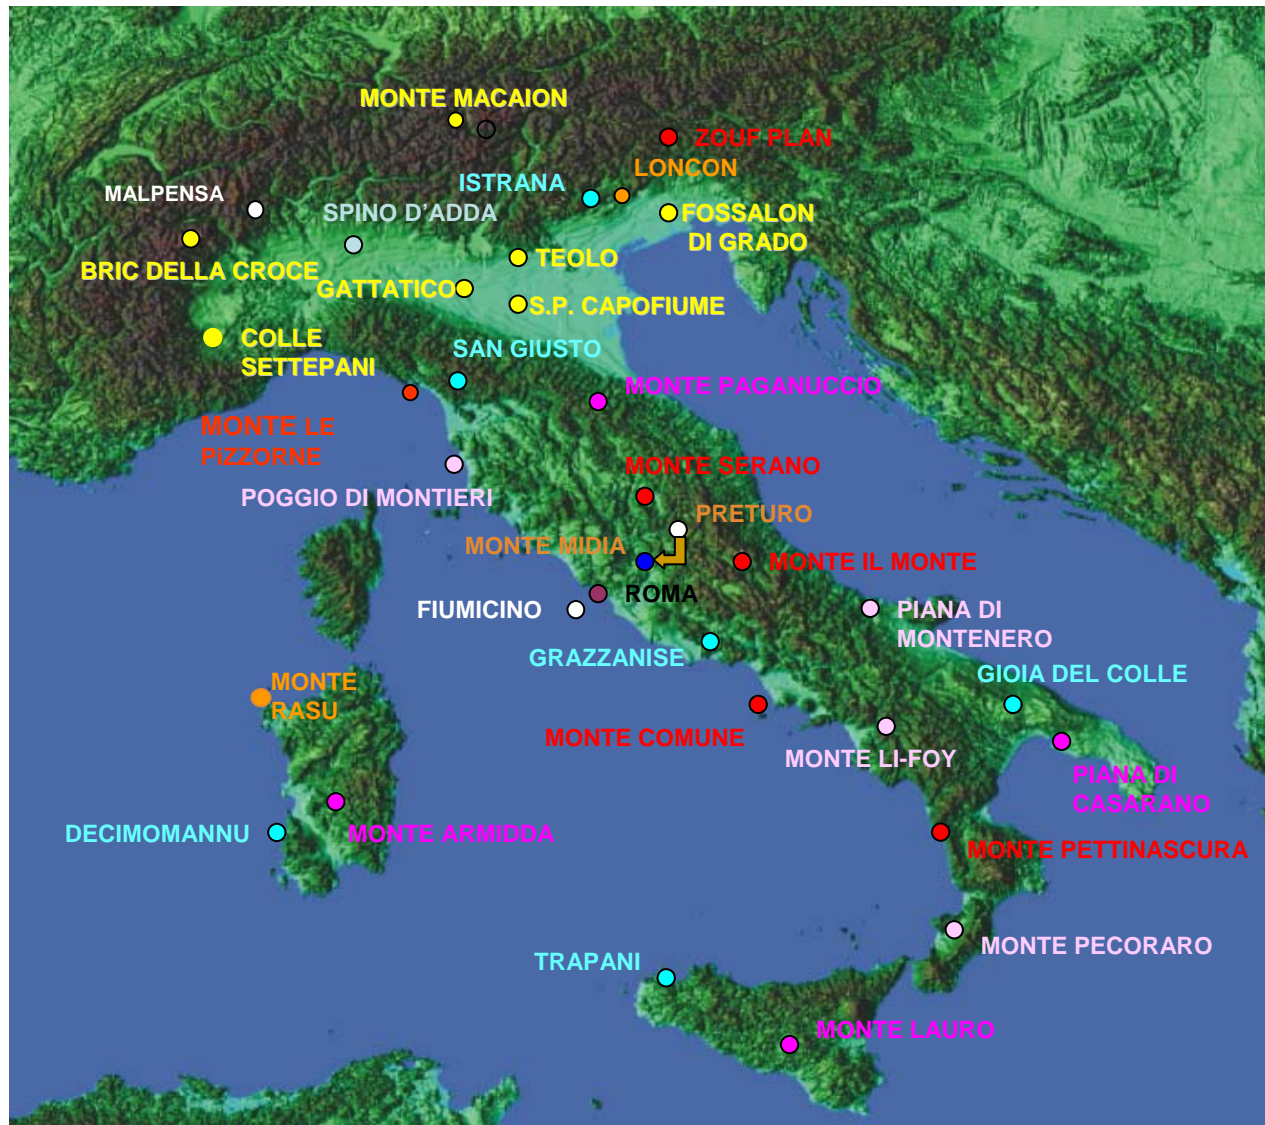 MONTE MACAION
ZOUF PLAN
LONCON
ISTRANA
MALPENSA
SPINO D'ADDA
FOSSALON
DI GRADO
TEOLO
BRIC DELLA CROCE
GATTATICO
S.P. CAPOFIUME
COLLE
SETTEPANI
SAN GIUSTO
MONTE PAGANUCCIO
MONTE LE
PIZZORNE
MONTE SERANO
POGGIO DI MONTIERI
PRETURO
MONTE MIDIA
MONTE IL MONTE
ROMA
FIUMICINO
PIANA DI
MONTENERO
GRAZZANISE
GIOIA DEL COLLE
MONTE
RASU
MONTE COMUNE
MONTE LI-FOY
PIANA DI
CASARANO
DECIMOMANNU
MONTE ARMIDDA
MONTE PETTINASCURA
MONTE PECORARO
TRAPANI
MONTE LAURO